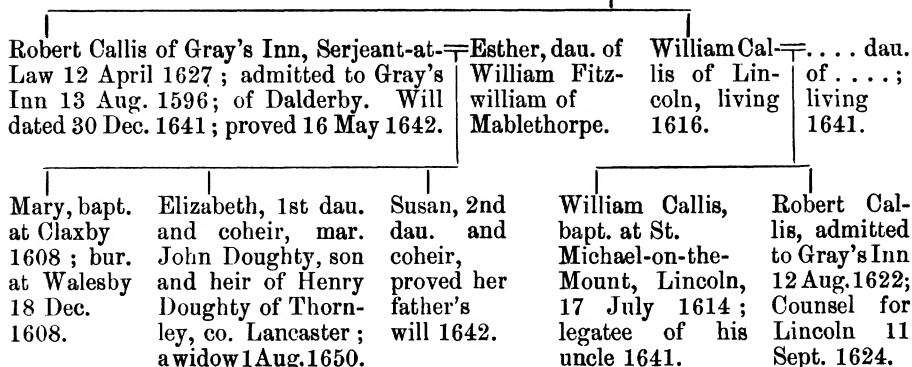 Robert Callis of Gray's Inn, Serjeant-at-
Law 12 April 1627 ; admitted to Gray's
Inn 13 Aug. 1596; of Dalderby. Will
dated 30 Dec. 1641 ; proved 16 May 1642.
Esther, dau. of
William Fitz-
william of
Mablethorpe.
William Cal-
lis of Lin-
coln, living
1616.
. . . . dau.
of . . . . ;
living
1641.
Mary, bapt.
at Claxby
1608 ; bur.
at Walesby
18 Dec.
1608.
Elizabeth, 1st dau.
and coheir, mar.
John Doughty, son
and heir of Henry
Doughty of Thorn-
ley, co. Lancaster ;
a widow 1 Aug. 1650.
Susan, 2nd
dau. and
coheir,
proved her
father's
will 1642.
William Callis,
bapt. at St.
Michael-on-the-
Mount, Lincoln,
17 July 1614 ;
legatee of his
uncle 1641.
Robert Cal-
lis, admitted
to Gray's Inn
12 Aug. 1622;
Counsel for
Lincoln 11
Sept. 1624.